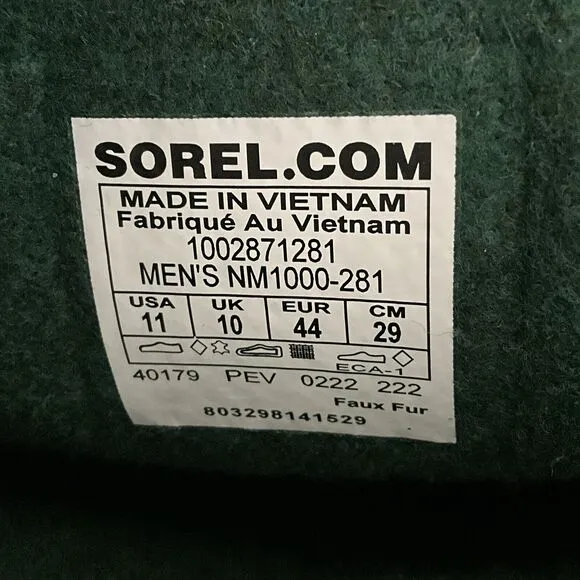 SOREL.COM
MADE IN VIETNAM
Fabriqué Au Vietnam
1002871281
MEN'S NM1000-281
USA UK EUR CM
11 10 44 29
ECA-1
40179 PEV 0222 222
Faux Fur
803298141529